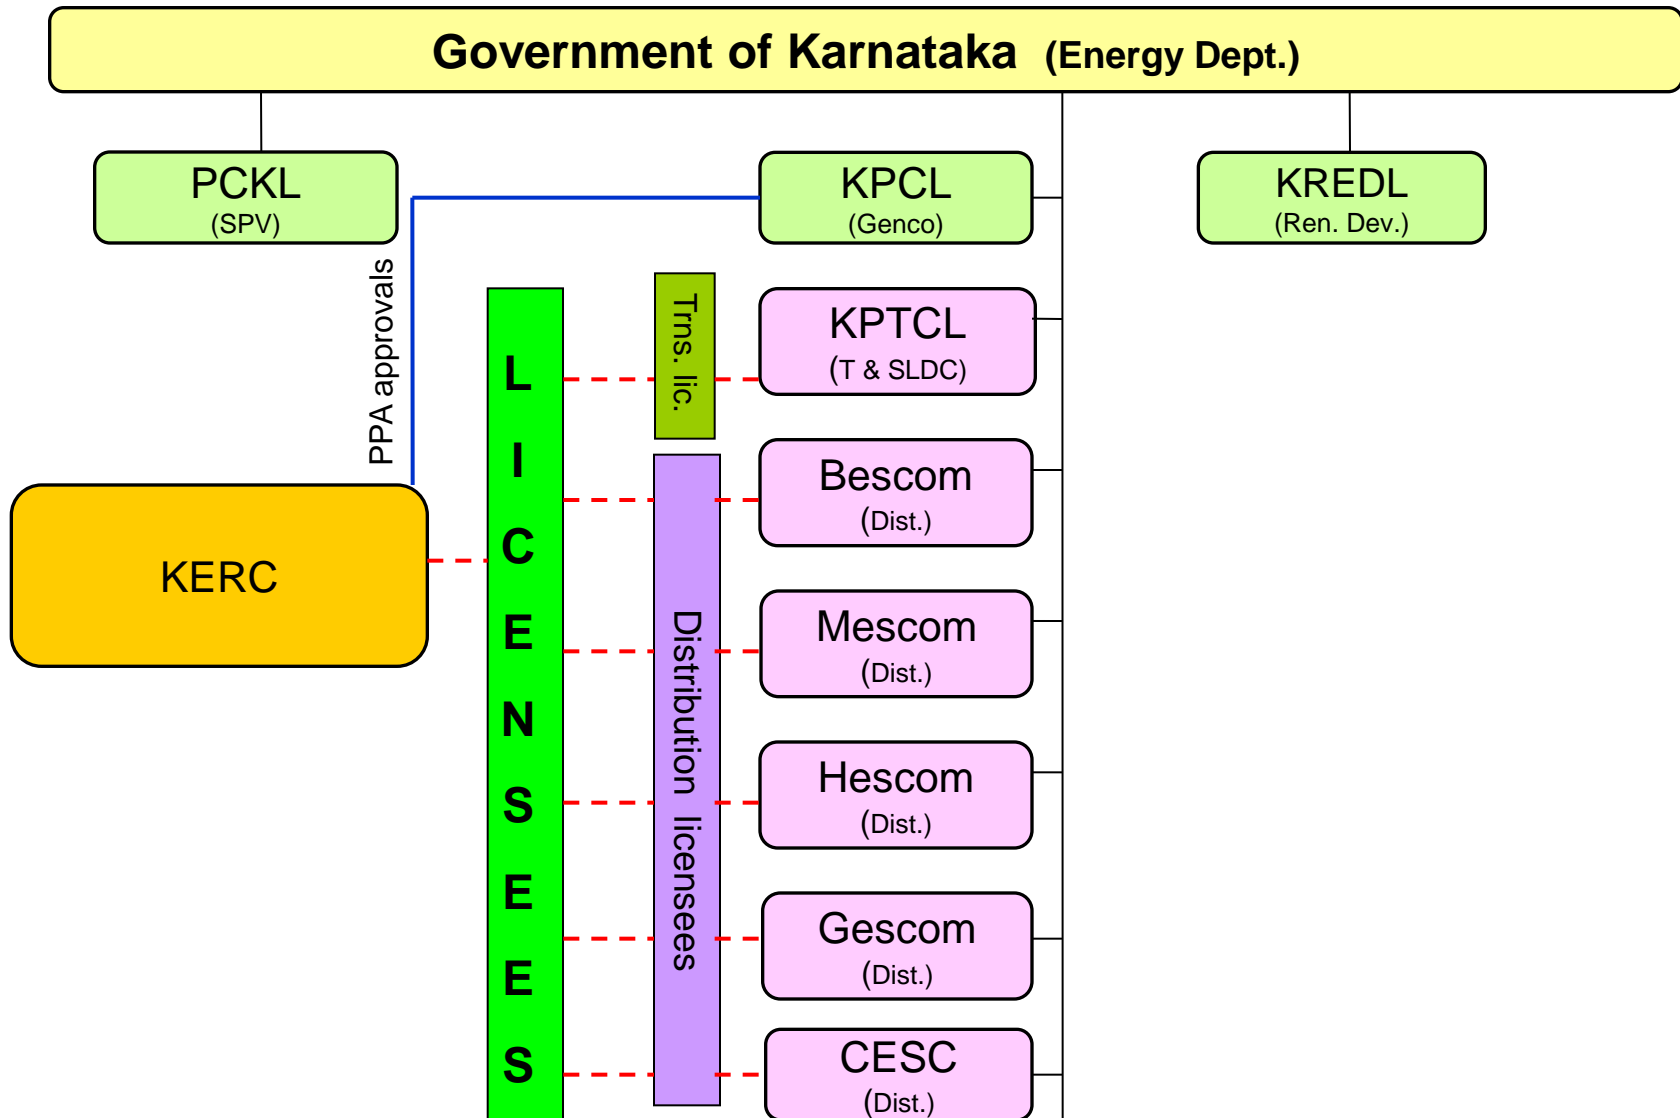 Government of Karnataka (Energy Dept.)
PCKL
(SPV)
KPCL
(Genco)
KREDL
(Ren. Dev.)
PPA approvals
KERC
LICENSEES
Trns. lic.
Distribution licensees
KPTCL
(T & SLDC)
Bescom
(Dist.)
Mescom
(Dist.)
Hescom
(Dist.)
Gescom
(Dist.)
CESC
(Dist.)